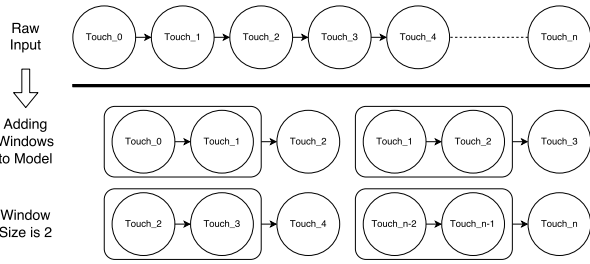 Raw
Input
Touch_0 Touch_1 Touch_2 Touch_3 Touch_4 Touch_n
Adding
Windows
to Model
Touch_0 Touch_1 Touch_2 Touch_1 Touch_2 Touch_3
Window
Size is 2
Touch_2 Touch_3 Touch_4 Touch_n-2 Touch_n-1 Touch_n